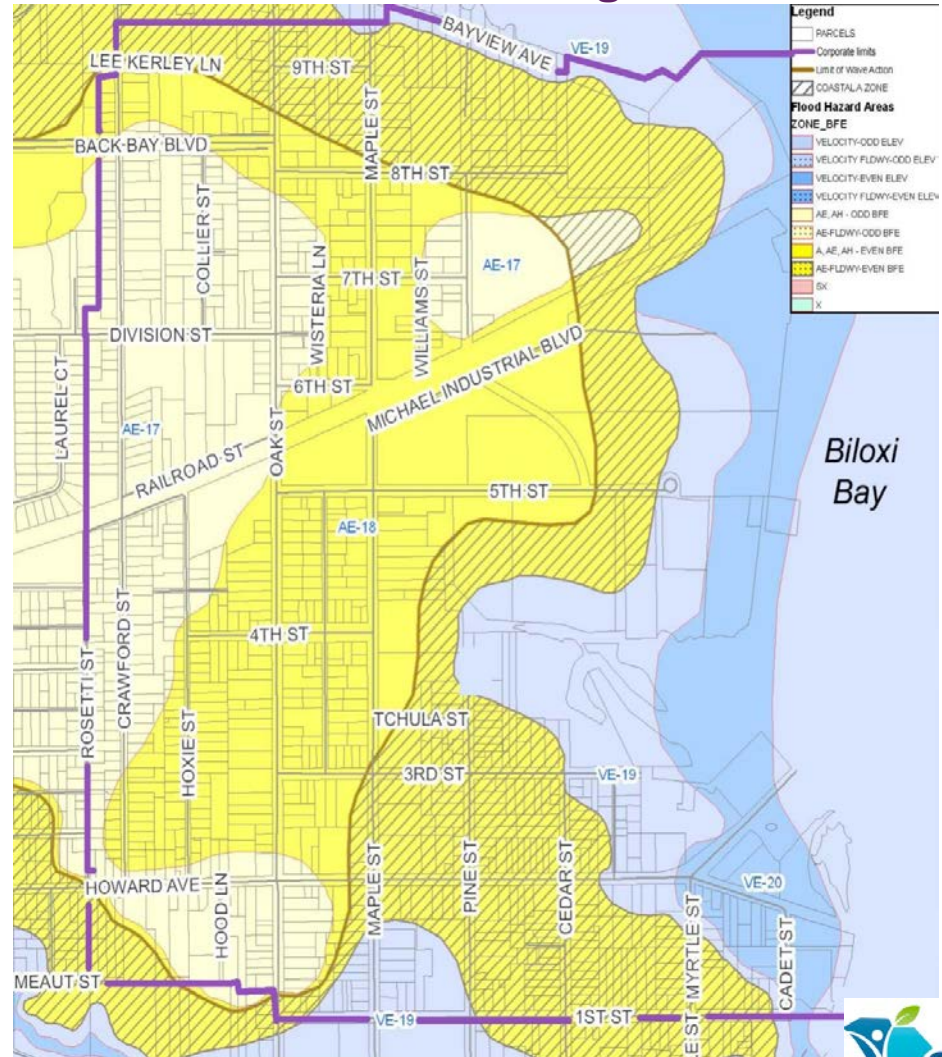 Legend
PARCELS
Corporate limits
Limit of Wave Action
COASTAL A ZONE
Flood Hazard Areas
ZONE_BFE
VELOCITY-ODD ELEV
VELOCITY FLDWY-ODD ELEV
VELOCITY-EVEN ELEV
VELOCITY FLDWY-EVEN ELEV
AE, AH - ODD BFE
AE-FLDWY-ODD BFE
A, AE, AH - EVEN BFE
AE-FLDWY-EVEN BFE
SX
X
BAYVIEW AVE
VE-19
LEE KERLEY LN
9TH ST
MAPLE ST
BACK BAY BLVD
8TH ST
COLLIER ST
WISTERIA LN
7TH ST
WILLIAMS ST
AE-17
DIVISION ST
6TH ST
MICHAEL INDUSTRIAL BLVD
LAUREL CT
AE-17
OAK ST
RAILROAD ST
Biloxi
Bay
5TH ST
AE-18
4TH ST
ROSETTI ST
CRAWFORD ST
HOXIE ST
TCHULA ST
3RD ST
VE-19
HOWARD AVE
HOOD LN
MAPLE ST
PINE ST
CEDAR ST
VE-20
MYRTLE ST
CADET ST
MEAUT ST
VE-19
1ST ST